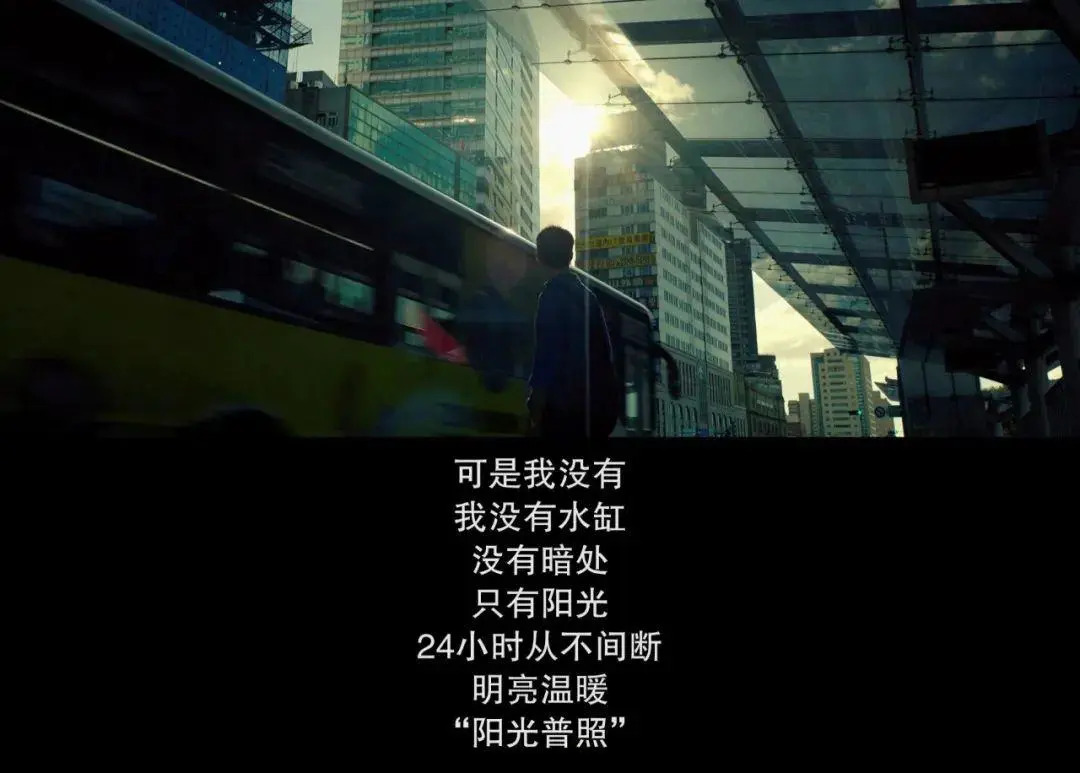 可是我没有
我没有水缸
没有暗处
只有阳光
24小时从不间断
明亮温暖
“阳光普照”